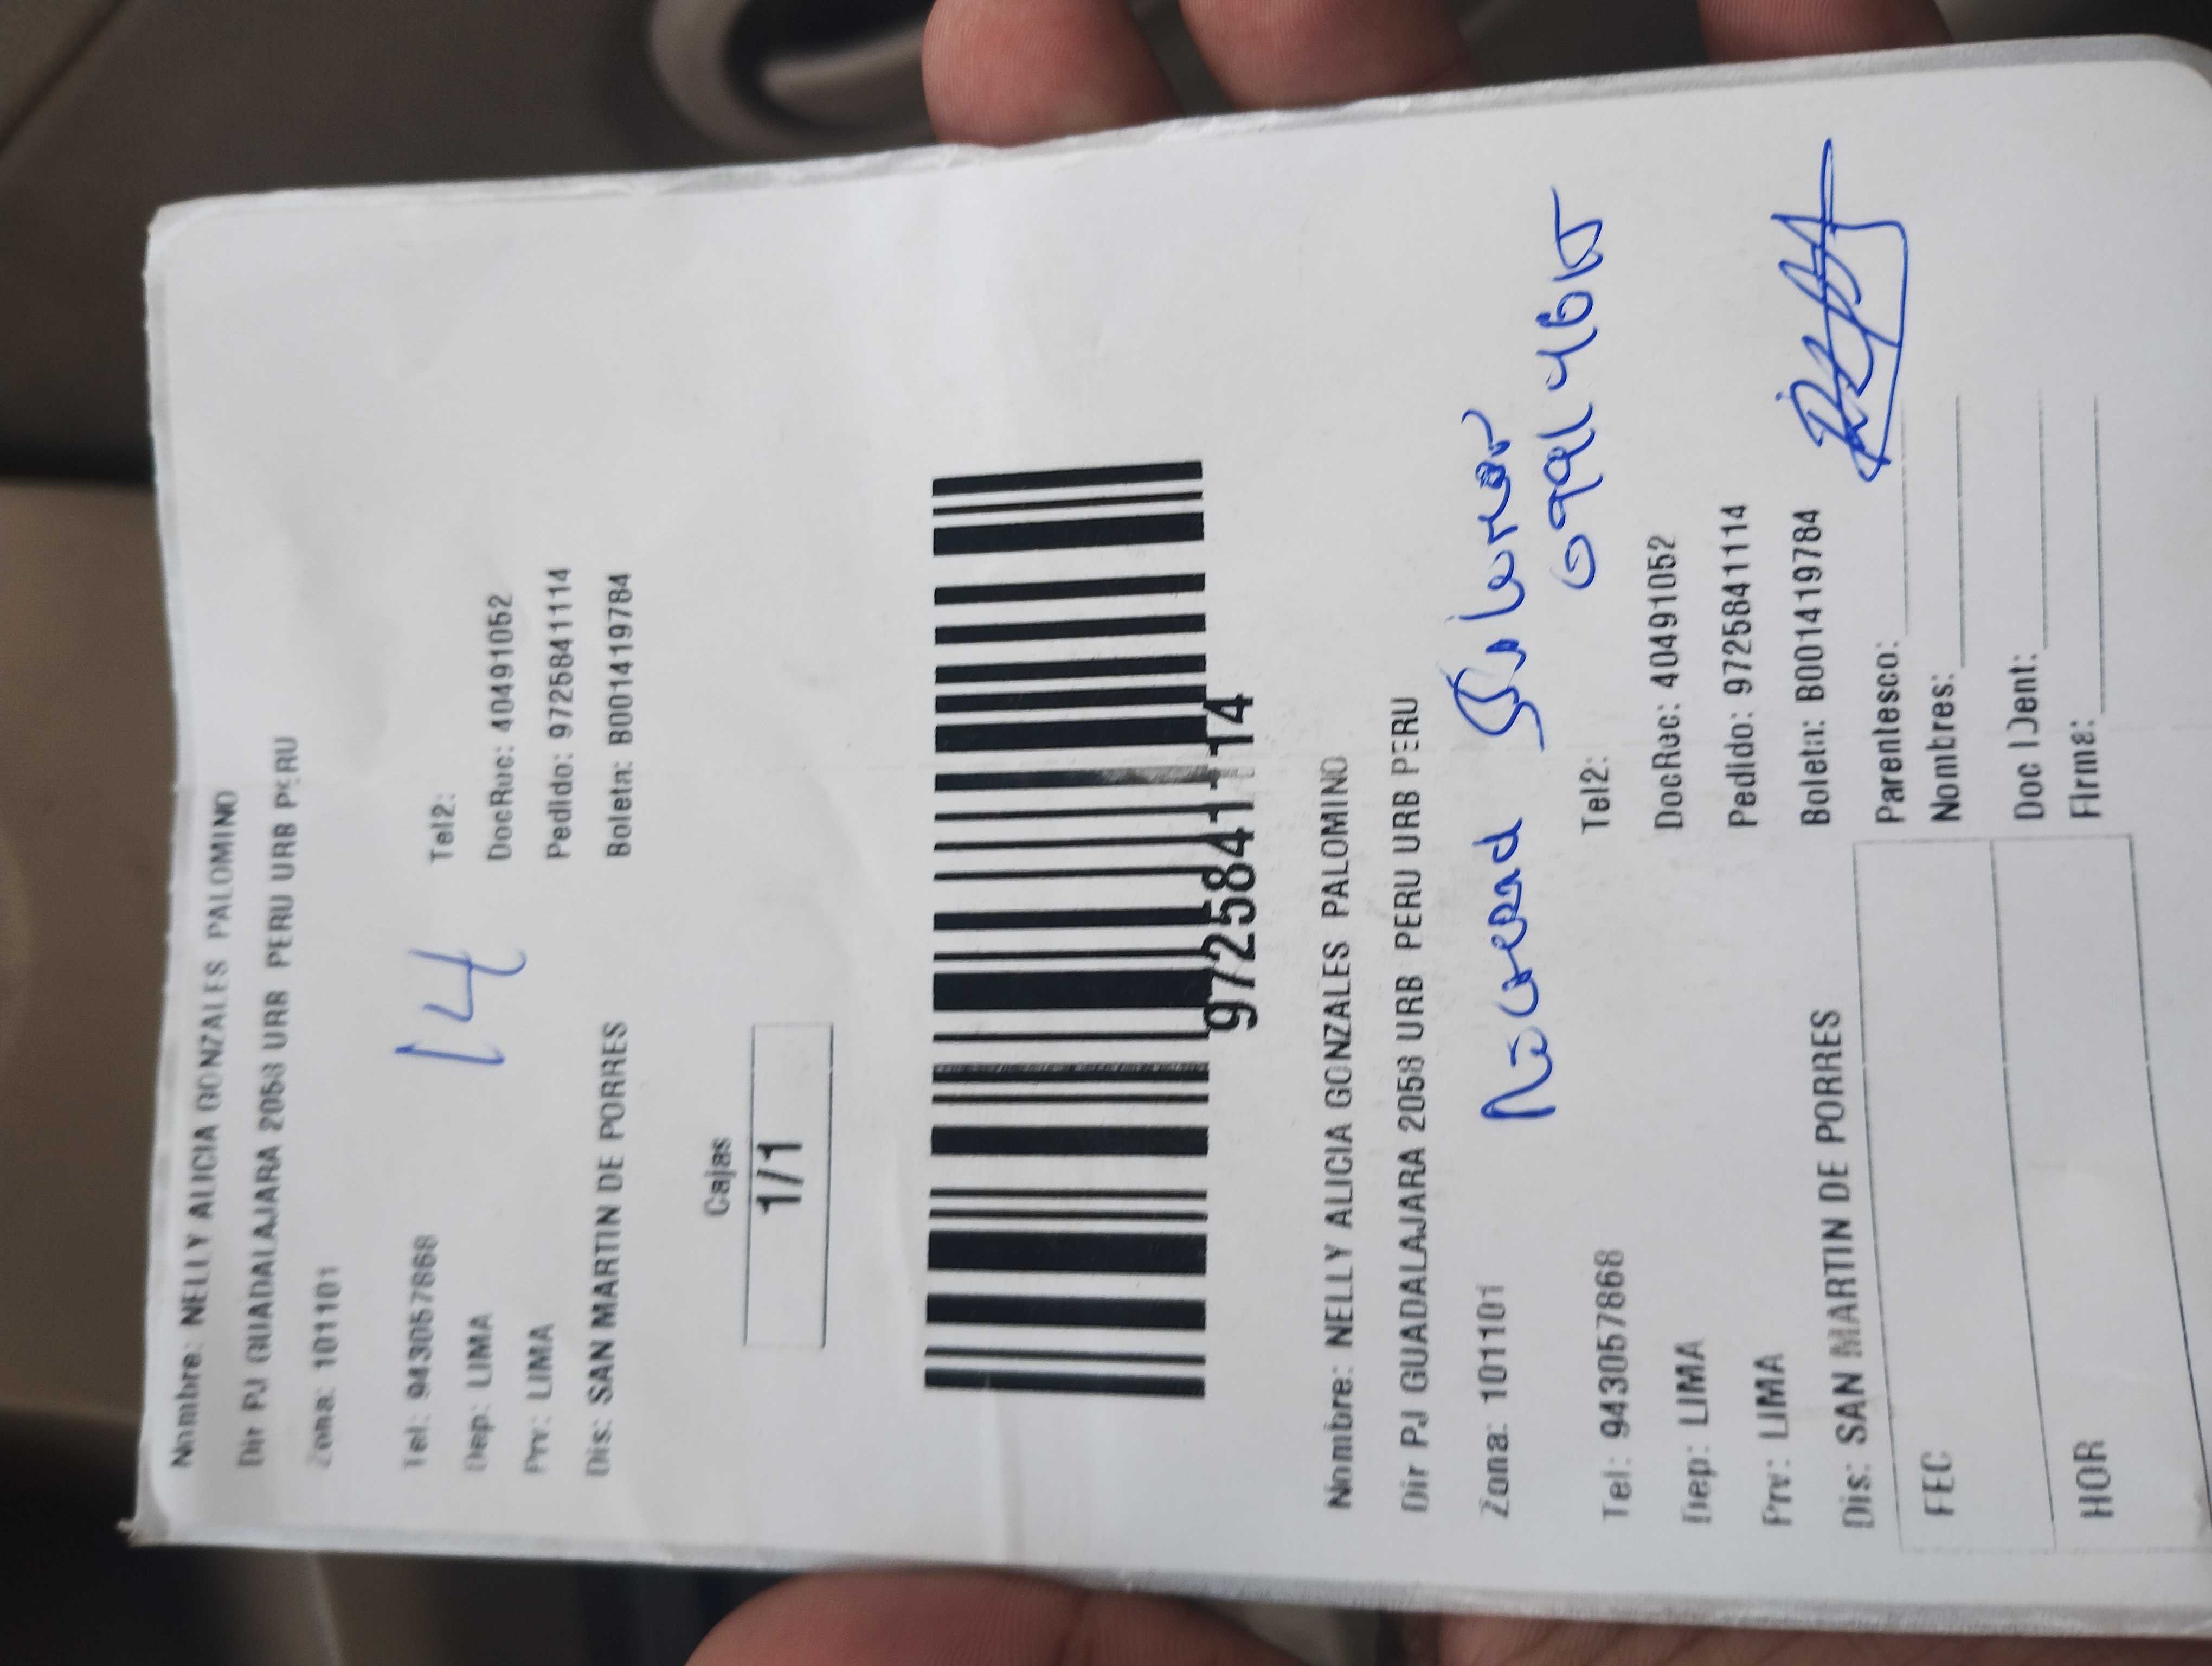 Nombre: NELLY ALICIA GONZALES PALOMINO
Dir PJ GUADALAJARA 2058 URB PERU URB PERU
Zona: 101101
14
Tel: 943057868 Tel2:
Dep: LIMA DocRuc: 40491052
Prv: LIMA Pedido: 9725841114
Dis: SAN MARTIN DE PORRES Boleta: B001419784
Cajas
1/1
9725841114
Nombre: NELLY ALICIA GONZALES PALOMINO
Dir PJ GUADALAJARA 2058 URB PERU URB PERU
Zona: 101101
Tel: 943057868 Tel2:
Dep: LIMA DocRuc: 40491052
Prv: LIMA Pedido: 9725841114
Dis: SAN MARTIN DE PORRES Boleta: B001419784
FEC
HOR
Parentesco:
Nombres:
Doc IDent:
Firma: